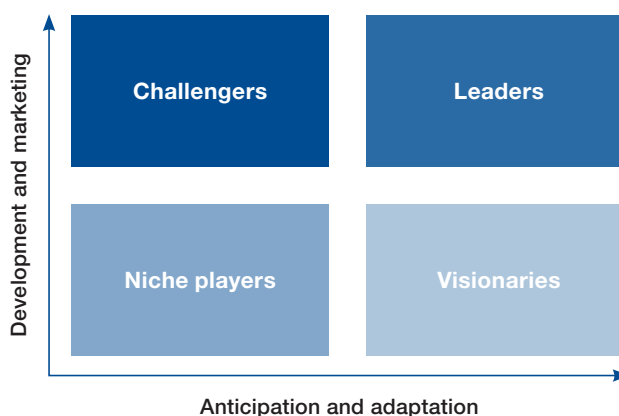 Development and marketing
Challengers
Leaders
Niche players
Visionaries
Anticipation and adaptation